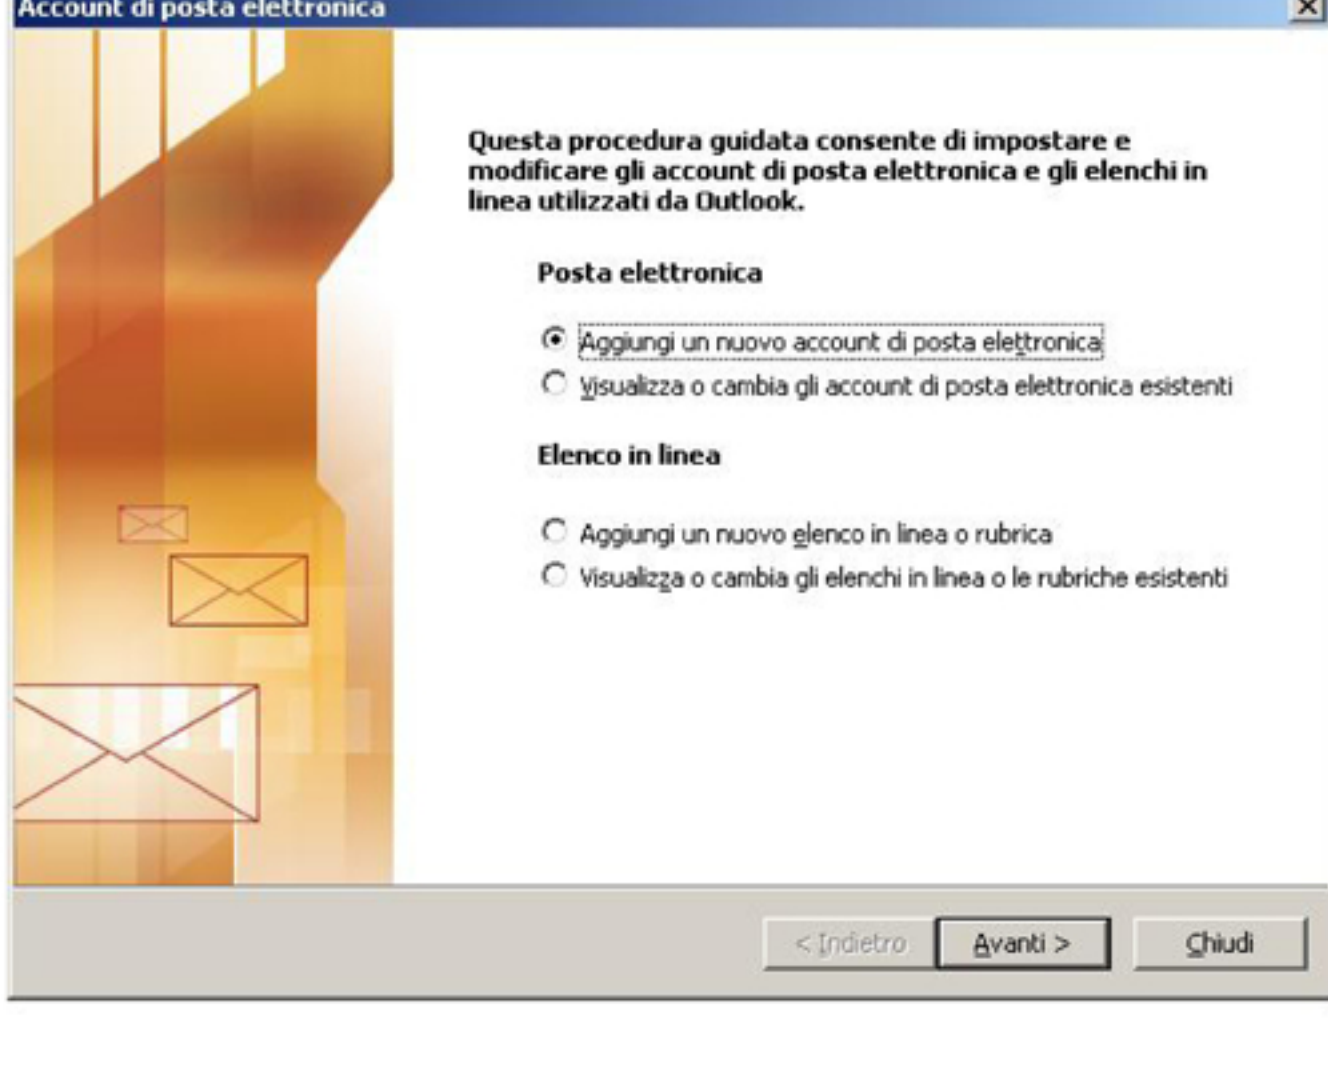 Account di posta elettronica
Questa procedura guidata consente di impostare e
modificare gli account di posta elettronica e gli elenchi in
linea utilizzati da Outlook.
Posta elettronica
Aggiungi un nuovo account di posta elettronica
Visualizza o cambia gli account di posta elettronica esistenti
Elenco in linea
Aggiungi un nuovo elenco in linea o rubrica
Visualizza o cambia gli elenchi in linea o le rubriche esistenti
< Indietro
Avanti >
Chiudi